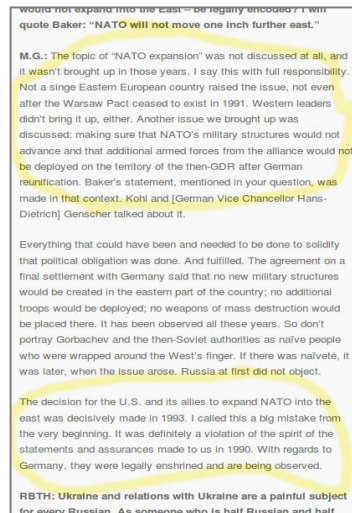 would not expand into the East – be legally encoded? I will
quote Baker: “NATO will not move one inch further east.”
M.G.: The topic of “NATO expansion” was not discussed at all, and
it wasn’t brought up in those years. I say this with full responsibility.
Not a singe Eastern European country raised the issue, not even
after the Warsaw Pact ceased to exist in 1991. Western leaders
didn’t bring it up, either. Another issue we brought up was
discussed: making sure that NATO’s military structures would not
advance and that additional armed forces from the alliance would not
be deployed on the territory of the then-GDR after German
reunification. Baker’s statement, mentioned in your question, was
made in that context. Kohl and [German Vice Chancellor Hans-
Dietrich] Genscher talked about it.
Everything that could have been and needed to be done to solidify
that political obligation was done. And fulfilled. The agreement on a
final settlement with Germany said that no new military structures
would be created in the eastern part of the country; no additional
troops would be deployed; no weapons of mass destruction would
be placed there. It has been observed all these years. So don’t
portray Gorbachev and the then-Soviet authorities as naïve people
who were wrapped around the West’s finger. If there was naïveté, it
was later, when the issue arose. Russia at first did not object.
The decision for the U.S. and its allies to expand NATO into the
east was decisively made in 1993. I called this a big mistake from
the very beginning. It was definitely a violation of the spirit of the
statements and assurances made to us in 1990. With regards to
Germany, they were legally enshrined and are being observed.
RBTH: Ukraine and relations with Ukraine are a painful subject
for every Russian. As someone who is half Russian and half